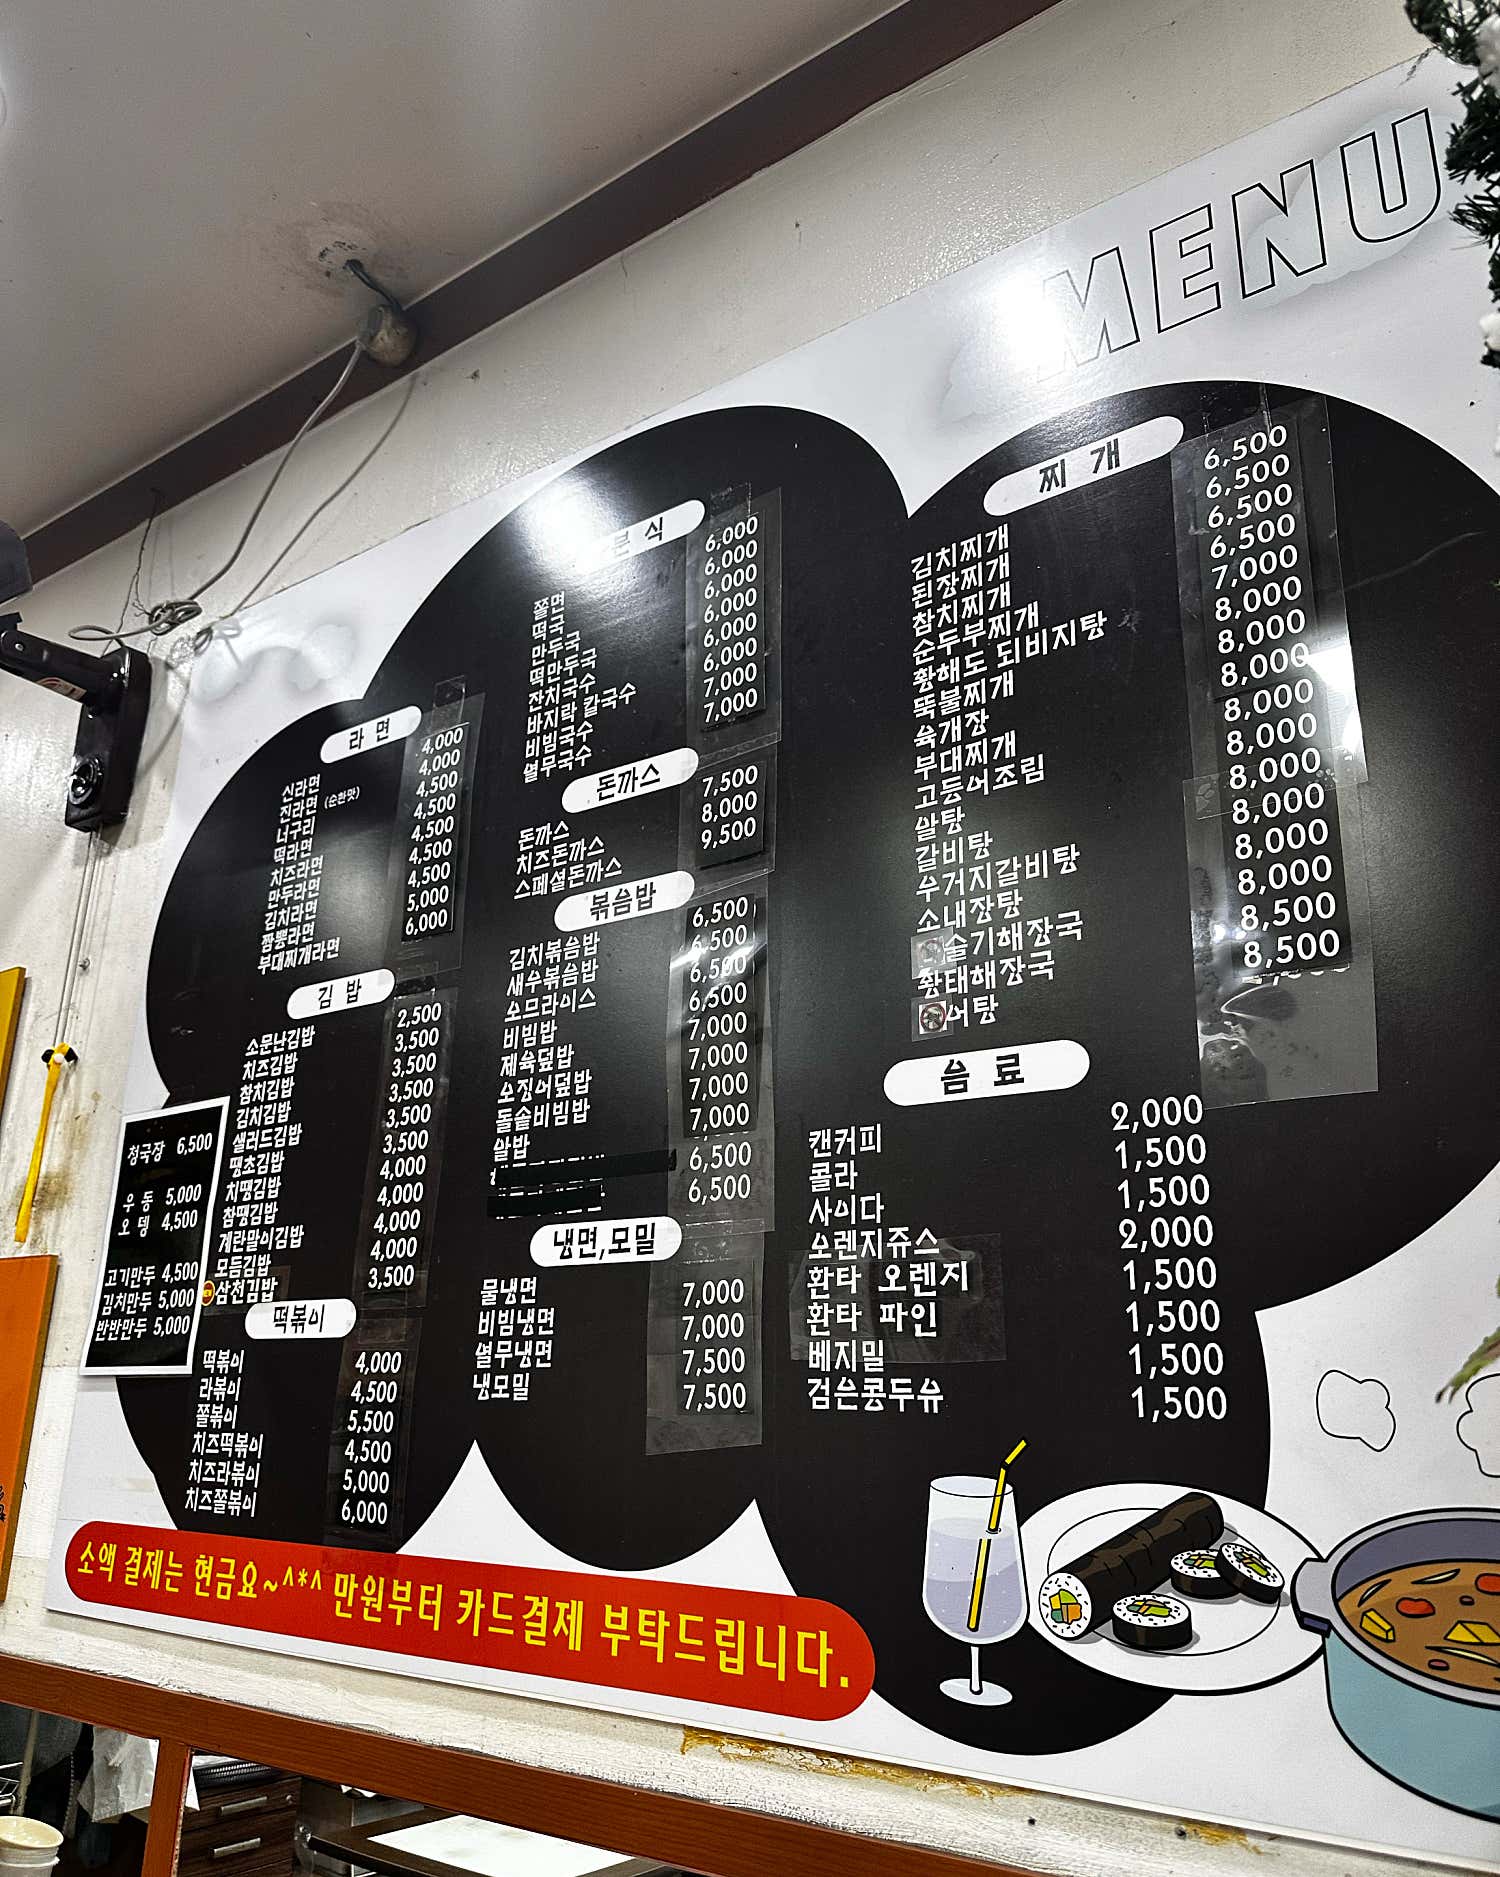 MENU
라면
신라면 4,000
진라면 (순한맛) 4,000
너구리 4,500
떡라면 4,500
치즈라면 4,500
만두라면 4,500
김치라면 4,500
짬뽕라면 5,000
부대찌개라면 6,000
김밥
소문난김밥 2,500
치즈김밥 3,500
참치김밥 3,500
김치김밥 3,500
샐러드김밥 3,500
땡초김밥 3,500
치땡김밥 4,000
참땡김밥 4,000
계란말이김밥 4,000
모듬김밥 4,000
삼천김밥 3,500
떡볶이
떡볶이 4,000
라볶이 4,500
쫄볶이 5,500
치즈떡볶이 4,500
치즈라볶이 5,000
치즈쫄볶이 6,000
청국장 6,500
우동 5,000
오뎅 4,500
고기만두 4,500
김치만두 5,000
반반만두 5,000
분식
쫄면 6,000
떡국 6,000
만두국 6,000
떡만두국 6,000
잔치국수 6,000
바지락 칼국수 6,000
비빔국수 7,000
열무국수 7,000
돈까스
돈까스 7,500
치즈돈까스 8,000
스페셜돈까스 9,500
볶음밥
김치볶음밥 6,500
새우볶음밥 6,500
오므라이스 6,500
비빔밥 6,500
제육덮밥 7,000
오징어덮밥 7,000
돌솥비빔밥 7,000
알밥 7,000
6,500
6,500
냉면,모밀
물냉면 7,000
비빔냉면 7,000
열무냉면 7,500
냉모밀 7,500
찌개
김치찌개 6,500
된장찌개 6,500
참치찌개 6,500
순두부찌개 6,500
황해도 되비지탕 7,000
뚝불찌개 8,000
육개장 8,000
부대찌개 8,000
고등어조림 8,000
알탕 8,000
갈비탕 8,000
우거지갈비탕 8,000
소내장탕 8,000
술기해장국 8,000
황태해장국 8,500
어탕 8,500
음료
캔커피 2,000
콜라 1,500
사이다 1,500
오렌지쥬스 2,000
환타 오렌지 1,500
환타 파인 1,500
베지밀 1,500
검은콩두유 1,500
소액 결제는 현금요~^*^ 만원부터 카드결제 부탁드립니다.